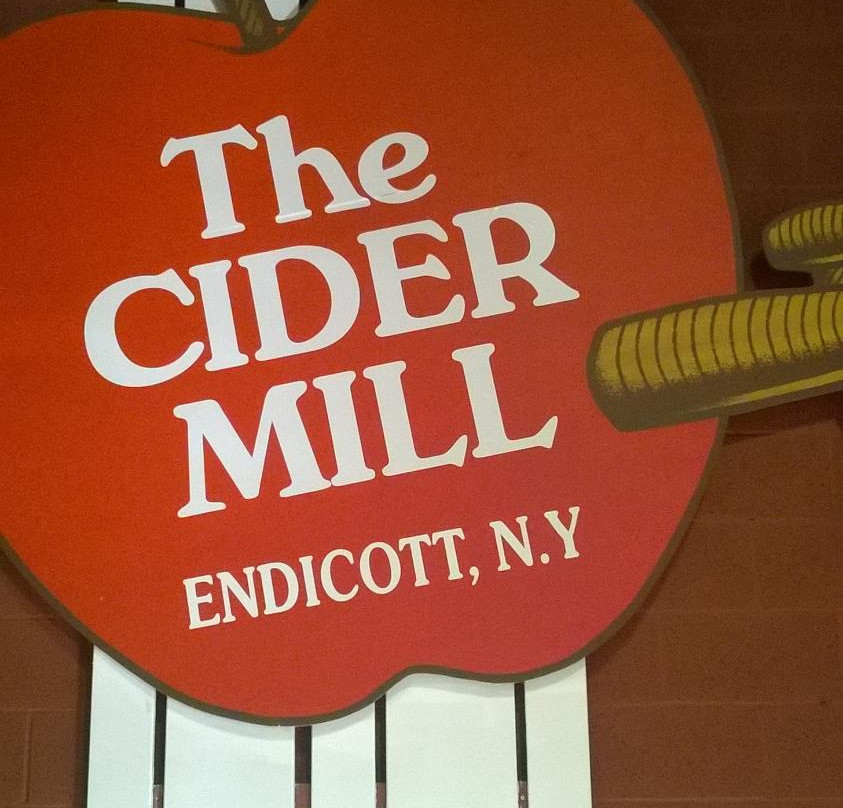 The
CIDER
MILL
ENDICOTT, N.Y